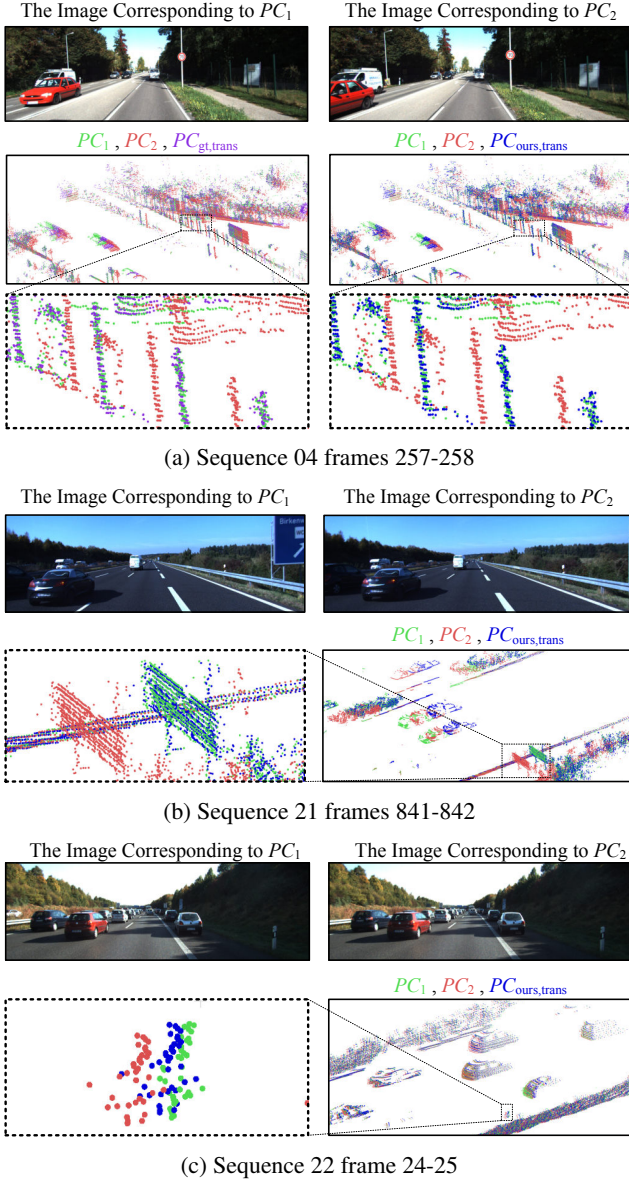 The Image Corresponding to PC1 The Image Corresponding to PC2
PC1 , PC2 , PCgt,trans PC1 , PC2 , PCours,trans
(a) Sequence 04 frames 257-258
The Image Corresponding to PC1 The Image Corresponding to PC2
Birkene
PC1 , PC2 , PCours,trans
(b) Sequence 21 frames 841-842
The Image Corresponding to PC1 The Image Corresponding to PC2
PC1 , PC2 , PCours,trans
(c) Sequence 22 frame 24-25